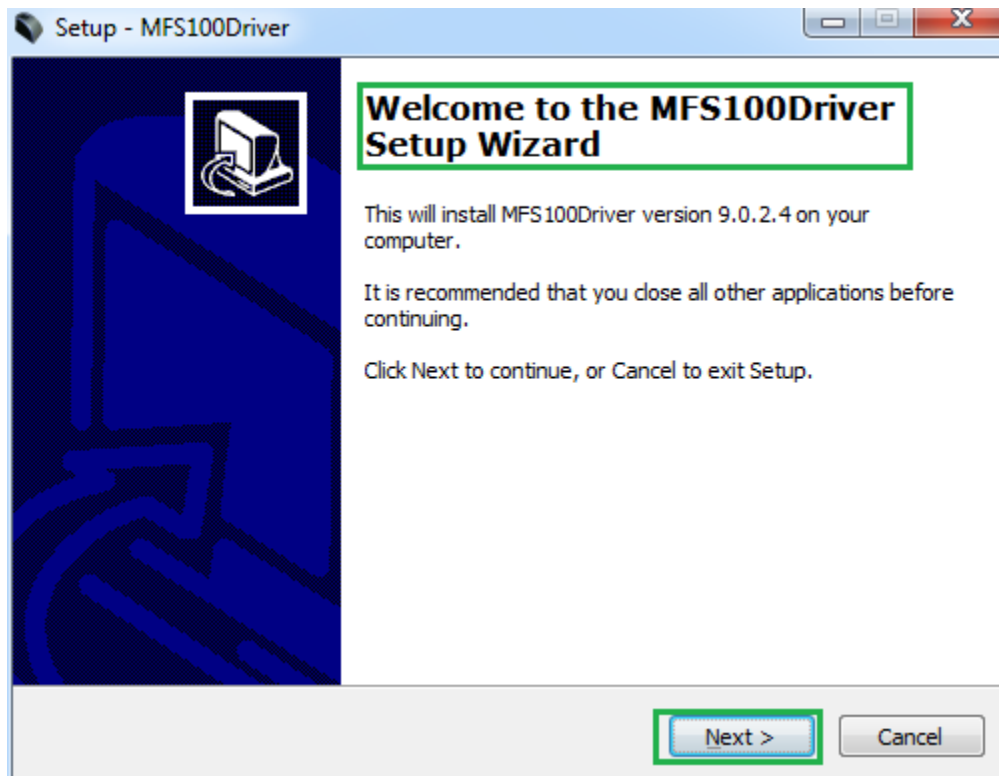 Setup - MFS100Driver
Welcome to the MFS100Driver
Setup Wizard
This will install MFS100Driver version 9.0.2.4 on your
computer.
It is recommended that you close all other applications before
continuing.
Click Next to continue, or Cancel to exit Setup.
Next >
Cancel